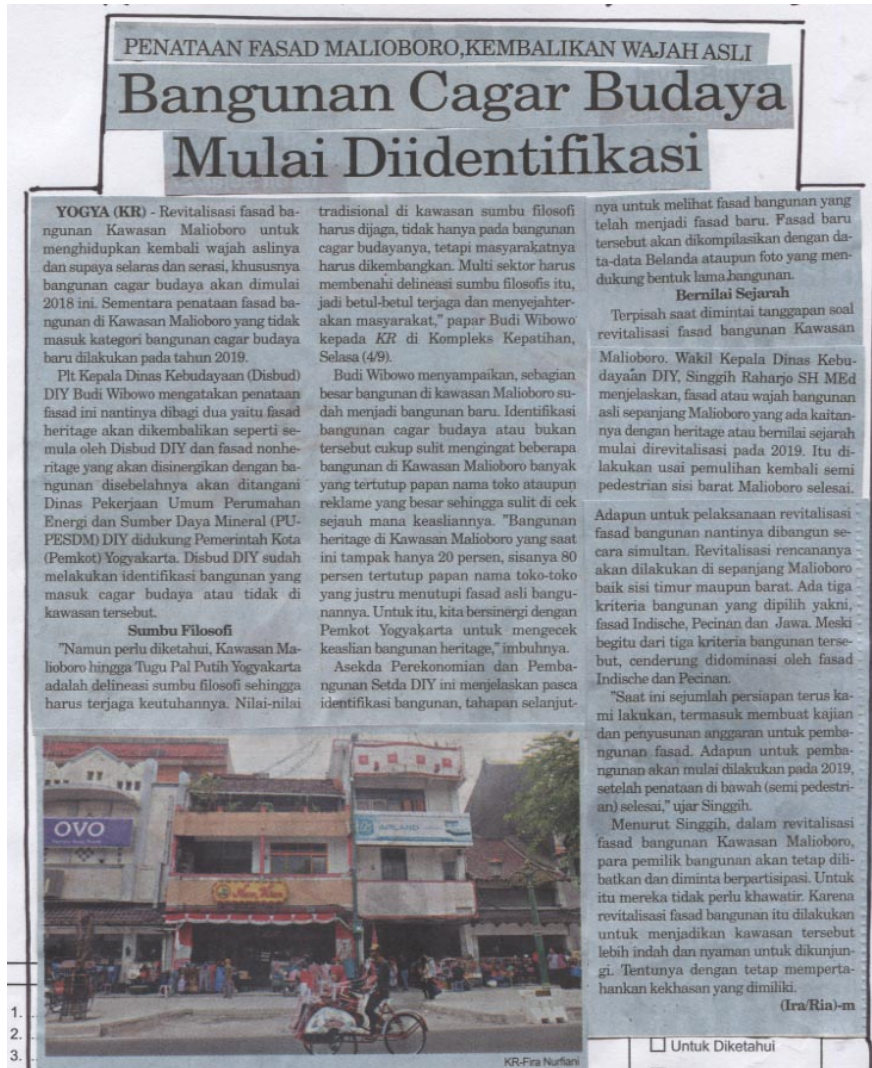 PENATAAN FASAD MALIOBORO,KEMBALIKAN WAJAH ASLI
Bangunan Cagar Budaya
Mulai Diidentifikasi
YOGYA (KR) - Revitalisasi fasad ba-
ngunan Kawasan Malioboro untuk
menghidupkan kembali wajah aslinya
dan supaya selaras dan serasi, khususnya
bangunan cagar budaya akan dimulai
2018 ini. Sementara penataan fasad ba-
ngunan di Kawasan Malioboro yang tidak
masuk kategori bangunan cagar budaya
baru dilakukan pada tahun 2019.
Plt Kepala Dinas Kebudayaan (Disbud)
DIY Budi Wibowo mengatakan penataan
fasad ini nantinya dibagi dua yaitu fasad
heritage akan dikembalikan seperti se-
mula oleh Disbud DIY dan fasad nonhe-
ritage yang akan disinergikan dengan ba-
ngunan disebelahnya akan ditangani
Dinas Pekerjaan Umum Perumahan
Energi dan Sumber Daya Mineral (PU-
PESDM) DIY didukung Pemerintah Kota
(Pemkot) Yogyakarta. Disbud DIY sudah
melakukan identifikasi bangunan yang
masuk cagar budaya atau tidak di
kawasan tersebut.
Sumbu Filosofi
"Namun perlu diketahui, Kawasan Ma-
lioboro hingga Tugu Pal Putih Yogyakarta
adalah delineasi sumbu filosofi sehingga
harus terjaga keutuhannya. Nilai-nilai
tradisional di kawasan sumbu filosofi
harus dijaga, tidak hanya pada bangunan
cagar budayanya, tetapi masyarakatnya
harus dikembangkan. Multi sektor harus
membenahi delineasi sumbu filosofi itu,
jadi betul-betul terjaga dan menyejahter-
akan masyarakat," papar Budi Wibowo
kepada KR di Kompleks Kepatihan,
Selasa (4/9).
Budi Wibowo menyampaikan, sebagian
besar bangunan di kawasan Malioboro su-
dah menjadi bangunan baru. Identifikasi
bangunan cagar budaya atau bukan
tersebut cukup sulit mengingat beberapa
bangunan di Kawasan Malioboro banyak
yang tertutup papan nama toko ataupun
reklame yang besar sehingga sulit di cek
sejauh mana keasliannya. "Bangunan
heritage di Kawasan Malioboro yang saat
ini tampak hanya 20 persen, sisanya 80
persen tertutup papan nama toko-toko
yang justru menutupi fasad asli bangu-
nannya. Untuk itu, kita bersinergi dengan
Pemkot Yogyakarta untuk mengecek
keaslian bangunan heritage," imbuhnya.
Asekda Perekonomian dan Pemba-
ngunan Setda DIY ini menjelaskan pasca
identifikasi bangunan, tahapan selanjut-
nya untuk melihat fasad bangunan yang
telah menjadi fasad baru. Fasad baru
tersebut akan dikompilasikan dengan da-
ta-data Belanda ataupun foto yang men-
dukung bentuk lama bangunan.
Bernilai Sejarah
Terpisah saat dimintai tanggapan soal
revitalisasi fasad bangunan Kawasan
Malioboro. Wakil Kepala Dinas Kebu-
dayaan DIY, Singgih Raharjo SH MEd
menjelaskan, fasad atau wajah bangunan
asli sepanjang Malioboro yang ada kaitan-
nya dengan heritage atau bernilai sejarah
mulai direvitalisasi pada 2019. Itu di-
lakukan usai pemulihan kembali semi
pedestrian sisi barat Malioboro selesai.
Adapun untuk pelaksanaan revitalisasi
fasad bangunan nantinya dibangun se-
cara simultan. Revitalisasi rencananya
akan dilakukan di sepanjang Malioboro
baik sisi timur maupun barat. Ada tiga
kriteria bangunan yang dipilih yakni,
fasad Indische, Pecinan dan Jawa. Meski
begitu dari tiga kriteria bangunan terse-
but, cenderung didominasi oleh fasad
Indische dan Pecinan.
"Saat ini sejumlah persiapan terus ka-
mi lakukan, termasuk membuat kajian
dan penyusunan anggaran untuk pemba-
ngunan fasad. Adapun untuk pemba-
ngunan akan mulai dilakukan pada 2019,
setelah penataan di bawah (semi pedestri-
an) selesai," ujar Singgih.
Menurut Singgih, dalam revitalisasi
fasad bangunan Kawasan Malioboro,
para pemilik bangunan akan tetap dili-
batkan dan diminta berpartisipasi. Untuk
itu mereka tidak perlu khawatir. Karena
revitalisasi fasad bangunan itu dilakukan
untuk menjadikan kawasan tersebut
lebih indah dan nyaman untuk dikunjun-
gi. Tentunya dengan tetap memperta-
hankan kekhasan yang dimiliki.
(Ira/Ria)-m
OVO
KR-Fira Nurfiani
1.
2.
3.
Untuk Diketahui